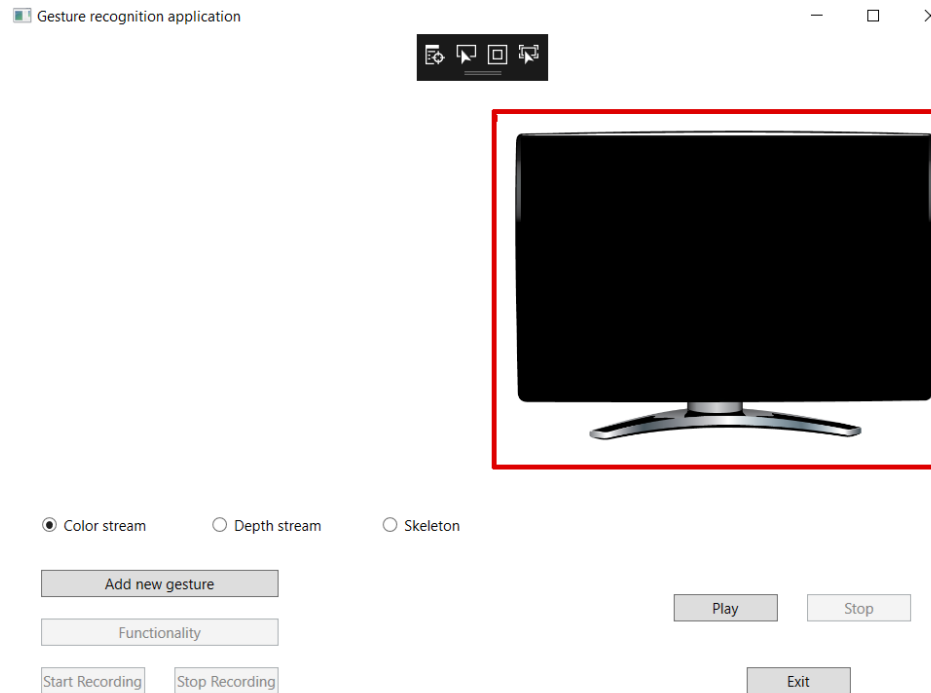 Gesture recognition application
Color stream
Depth stream
Skeleton
Add new gesture
Functionality
Start Recording
Stop Recording
Play
Stop
Exit